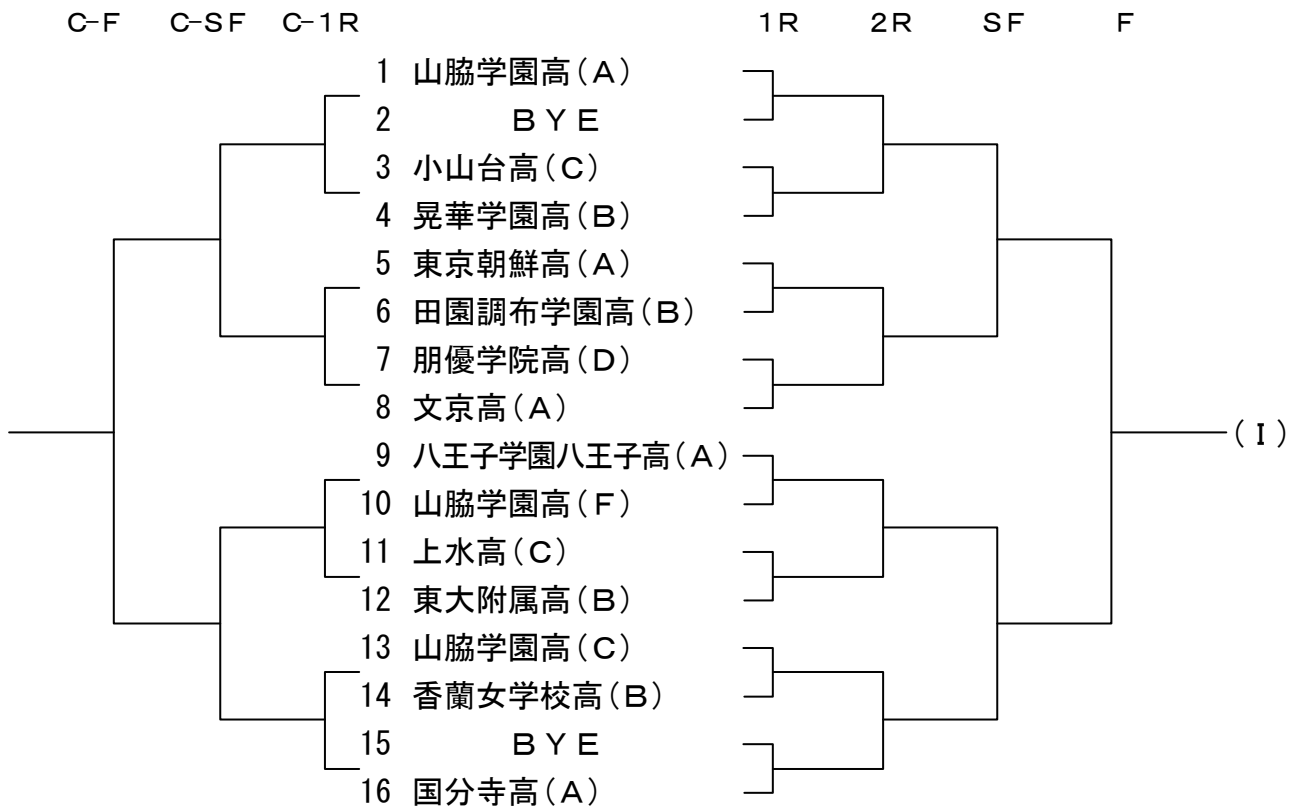 C-F C-SF C-1R 1R 2R SF F
1 山脇学園高(A)
2 BYE
3 小山台高(C)
4 晃華学園高(B)
5 東京朝鮮高(A)
6 田園調布学園高(B)
7 朋優学院高(D)
8 文京高(A)
(I)
9 八王子学園八王子高(A)
10 山脇学園高(F)
11 上水高(C)
12 東大附属高(B)
13 山脇学園高(C)
14 香蘭女学校高(B)
15 BYE
16 国分寺高(A)